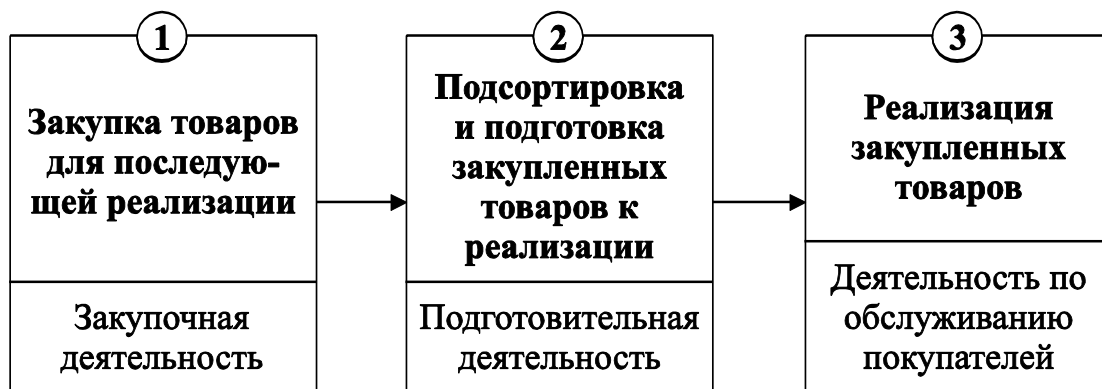 1
Закупка товаров
для последую-
щей реализации
Закупочная
деятельность
2
Подсортировка
и подготовка
закупленных
товаров к
реализации
Подготовительная
деятельность
3
Реализация
закупленных
товаров
Деятельность по
обслуживанию
покупателей